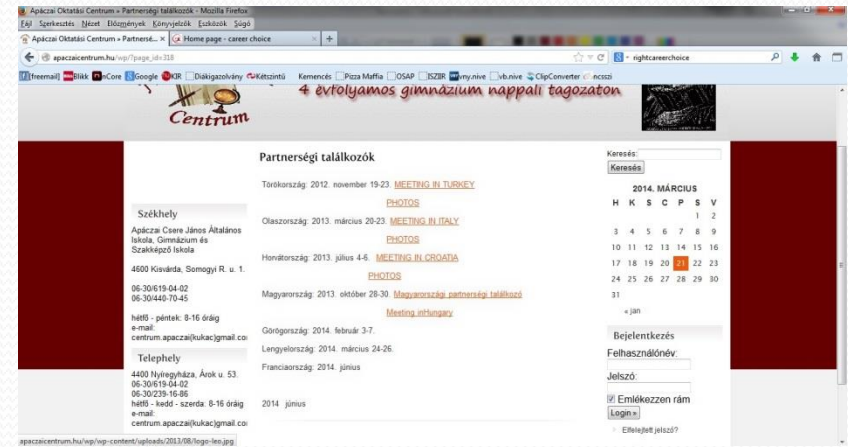 Apáczai Oktatási Centrum » Partnerségi találkozók - Mozilla Firefox
Fájl Szerkesztés Nézet Előzmények Könyvjelzők Eszközök Súgó
Apáczai Oktatási Centrum » Partnersé... × Home page - career choice × +
apaczaicentrum.hu/wp/?page_id=318
rightcareerchoice
[freemail] Blikk nCore Google KIR Diákigazolvány Kétszintű Kemencés Pizza Maffia OSAP ISZIIR vb.nive ClipConverter ncsszi
Centrum
4 évfolyamos gimnázium nappali tagozaton
Partnerségi találkozók
Törökország: 2012. november 19-23. MEETING IN TURKEY
PHOTOS
Olaszország: 2013. március 20-23. MEETING IN ITALY
PHOTOS
Horvátország: 2013. július 4-6. MEETING IN CROATIA
PHOTOS
Magyarország: 2013. október 28-30. Magyarországi partnerségi találkozó
Meeting inHungary
Görögország: 2014. február 3-7.
Lengyelország: 2014. március 24-26.
Franciaország: 2014. június
2014 június
Székhely
Apáczai Csere János Általános
Iskola, Gimnázium és
Szakképző Iskola
4600 Kisvárda, Somogyi R. u. 1.
06-30/619-04-02
06-30/440-70-45
hétfő - péntek: 8-16 óráig
e-mail:
centrum.apaczai(kukac)gmail.co
Telephely
4400 Nyíregyháza, Árok u. 53.
06-30/619-04-02
06-30/239-16-86
hétfő - kedd - szerda: 8-16 óráig
e-mail:
centrum.apaczai(kukac)gmail.co
Keresés:
Keresés
2014. MÁRCIUS
H K S C P S V
1 2
3 4 5 6 7 8 9
10 11 12 13 14 15 16
17 18 19 20 21 22 23
24 25 26 27 28 29 30
31
« jan
Bejelentkezés
Felhasználónév:
Jelszó:
Emlékezzen rám
Login »
Elfelejtett jelszó?
apaczaicentrum.hu/wp/wp-content/uploads/2013/08/logo-leo.jpg